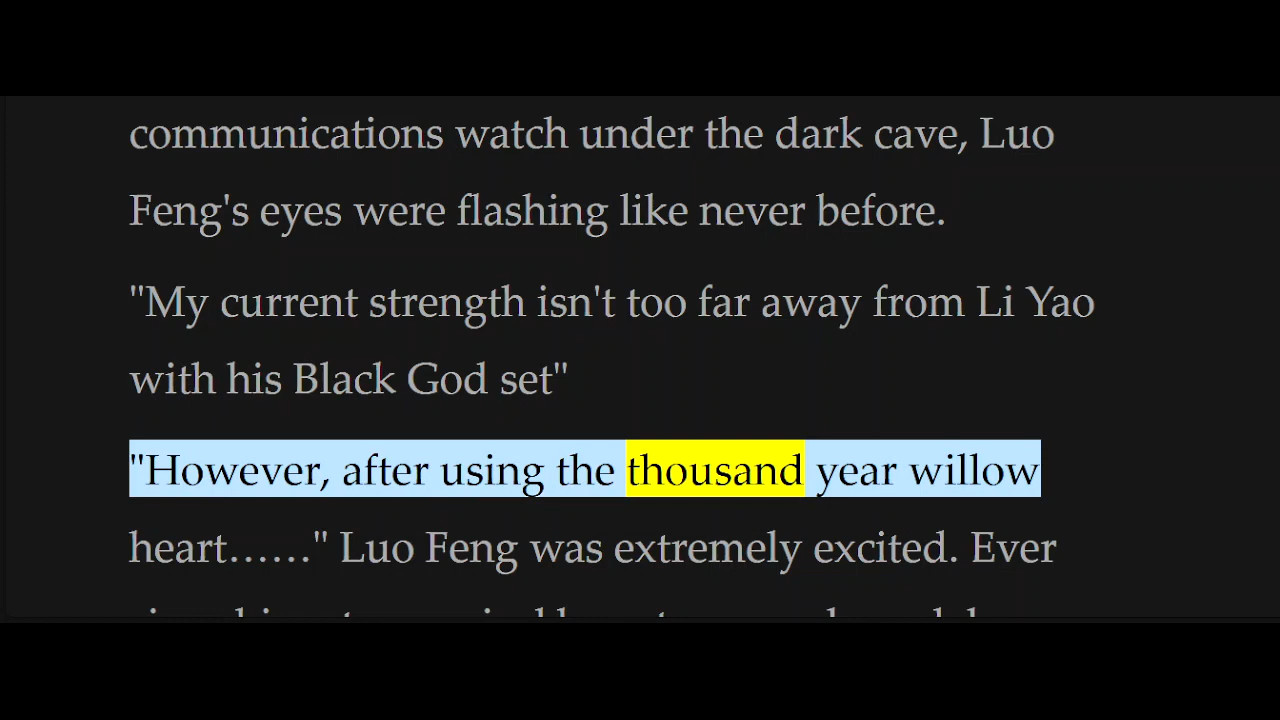 communications watch under the dark cave, Luo
Feng's eyes were flashing like never before.
"My current strength isn't too far away from Li Yao
with his Black God set"
"However, after using the thousand year willow
heart......" Luo Feng was extremely excited. Ever